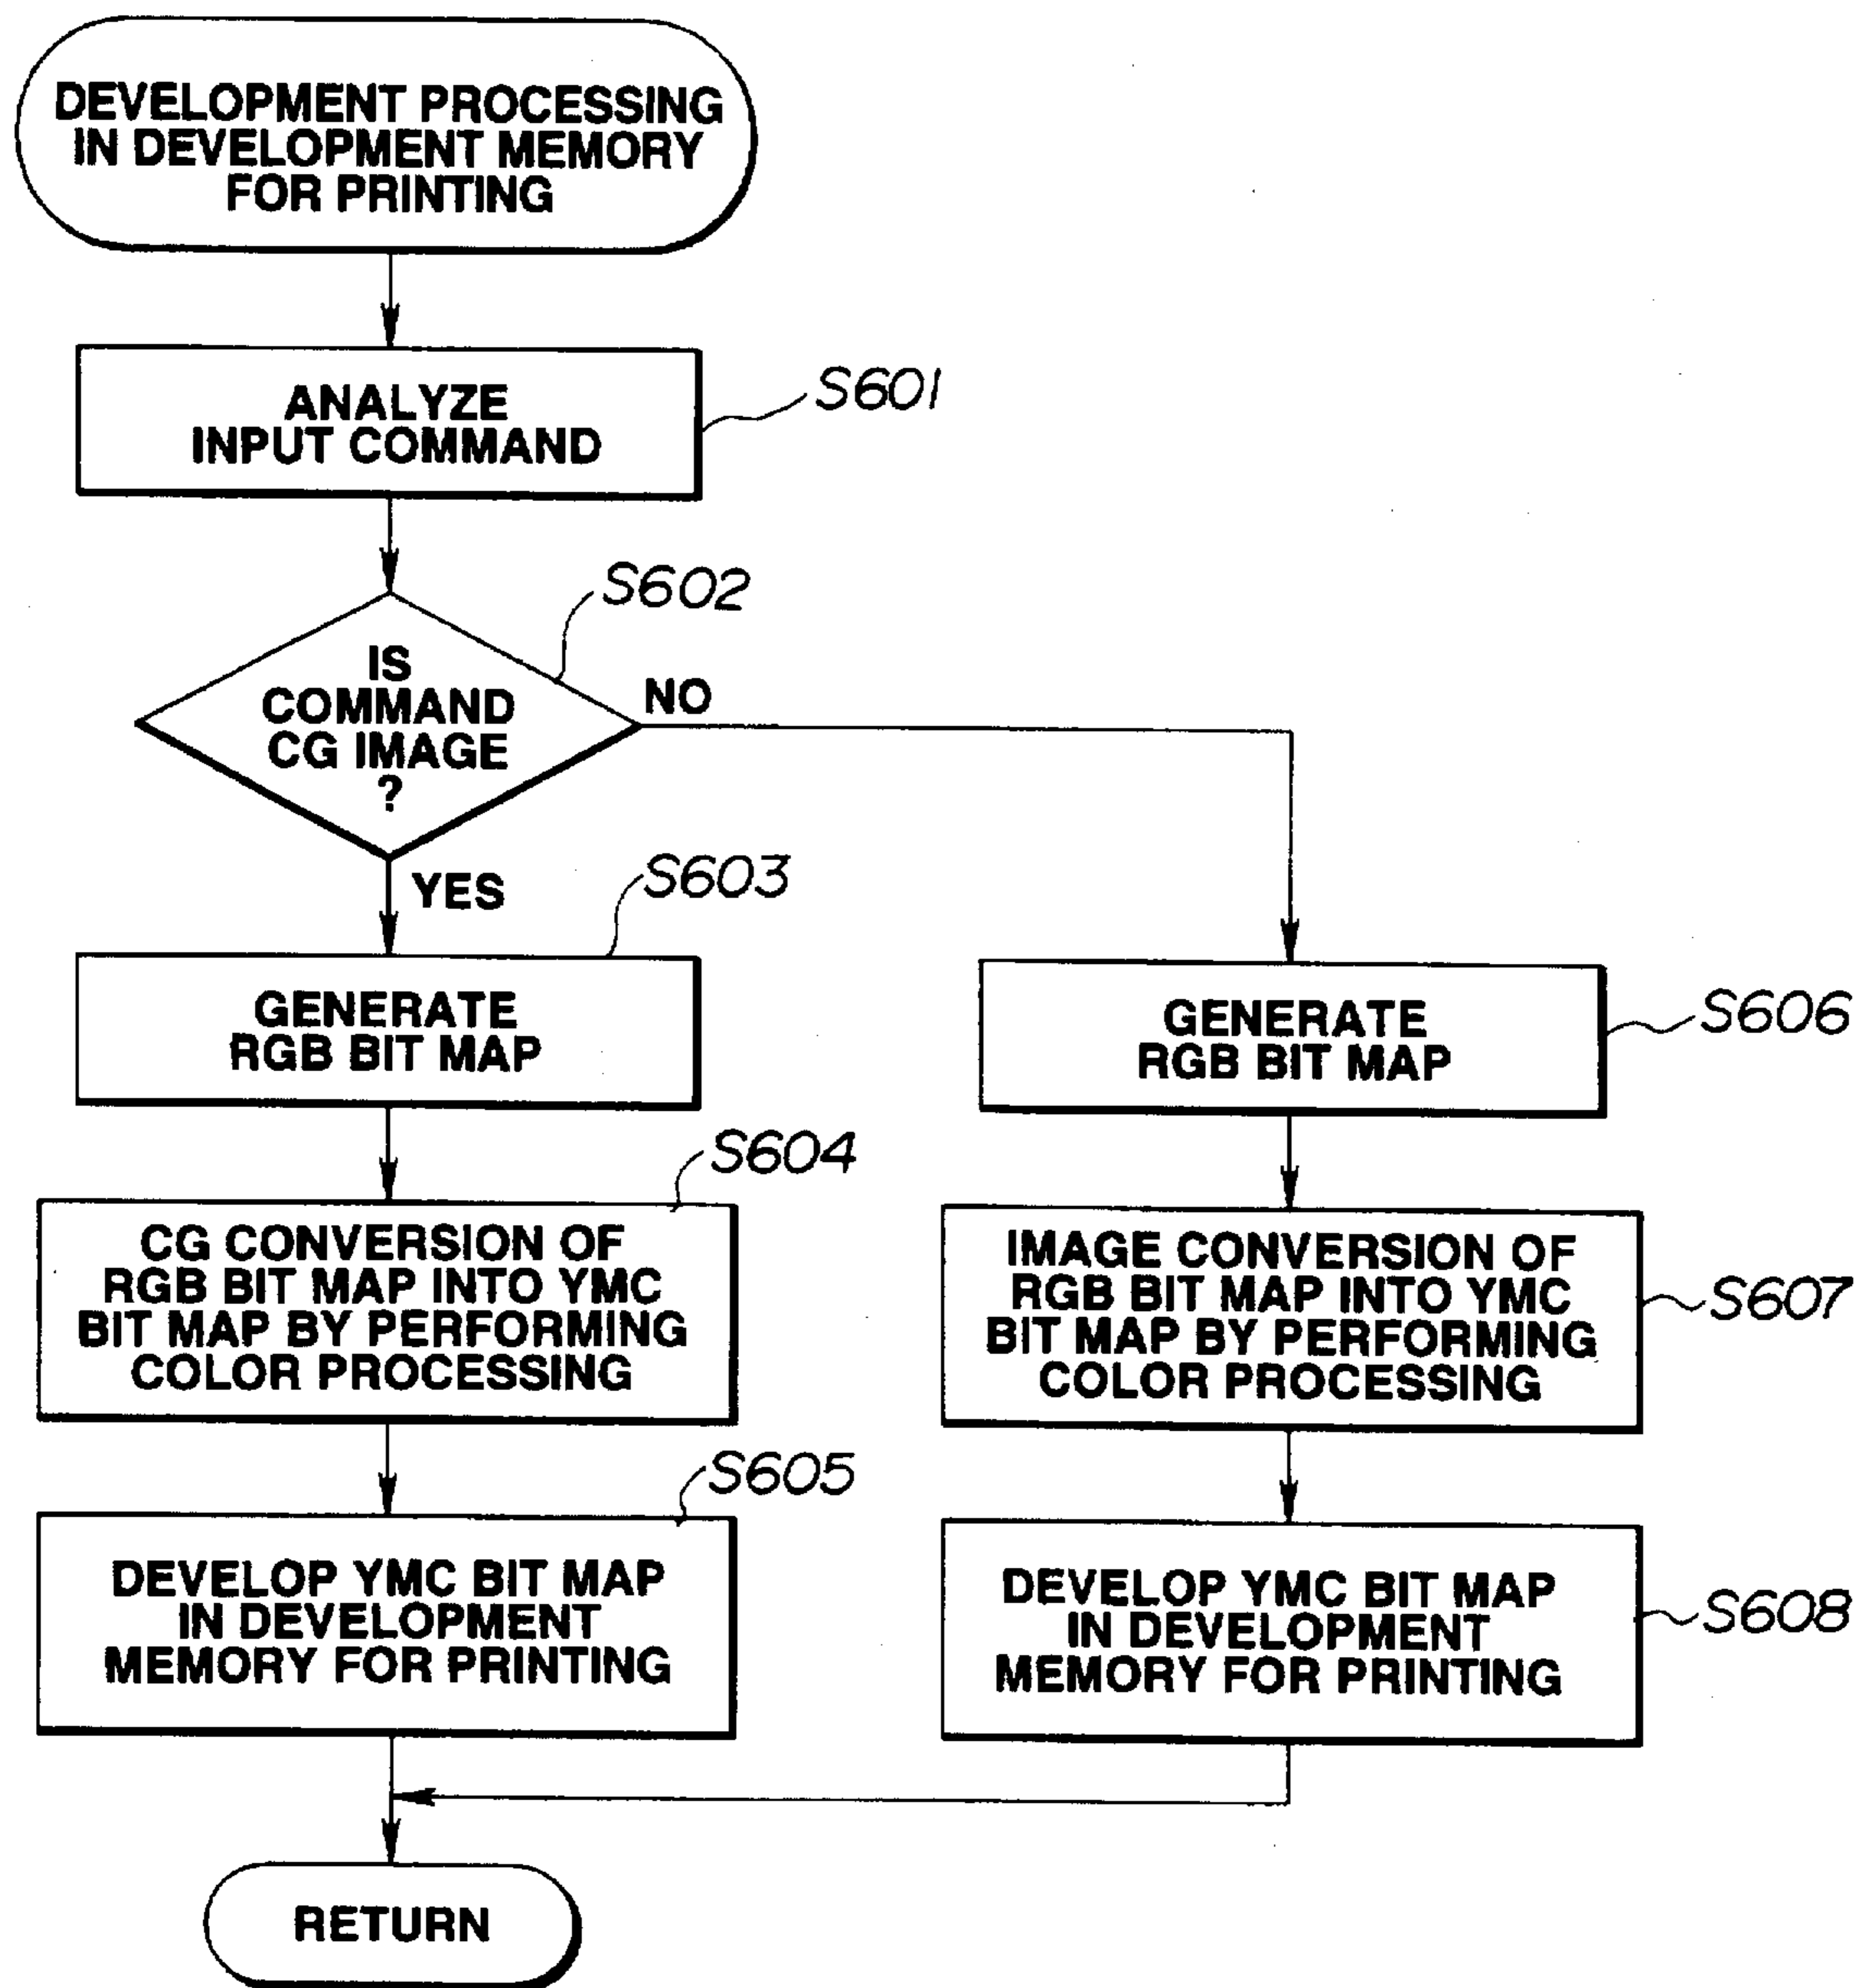 DEVELOPMENT PROCESSING
IN DEVELOPMENT MEMORY
FOR PRINTING
ANALYZE
INPUT COMMAND
S601
S602
IS
COMMAND
CG IMAGE
?
NO
YES
S603
GENERATE
RGB BIT MAP
S604
CG CONVERSION OF
RGB BIT MAP INTO YMC
BIT MAP BY PERFORMING
COLOR PROCESSING
S605
DEVELOP YMC BIT MAP
IN DEVELOPMENT
MEMORY FOR PRINTING
GENERATE
RGB BIT MAP
S606
IMAGE CONVERSION OF
RGB BIT MAP INTO YMC
BIT MAP BY PERFORMING
COLOR PROCESSING
S607
DEVELOP YMC BIT MAP
IN DEVELOPMENT
MEMORY FOR PRINTING
S608
RETURN